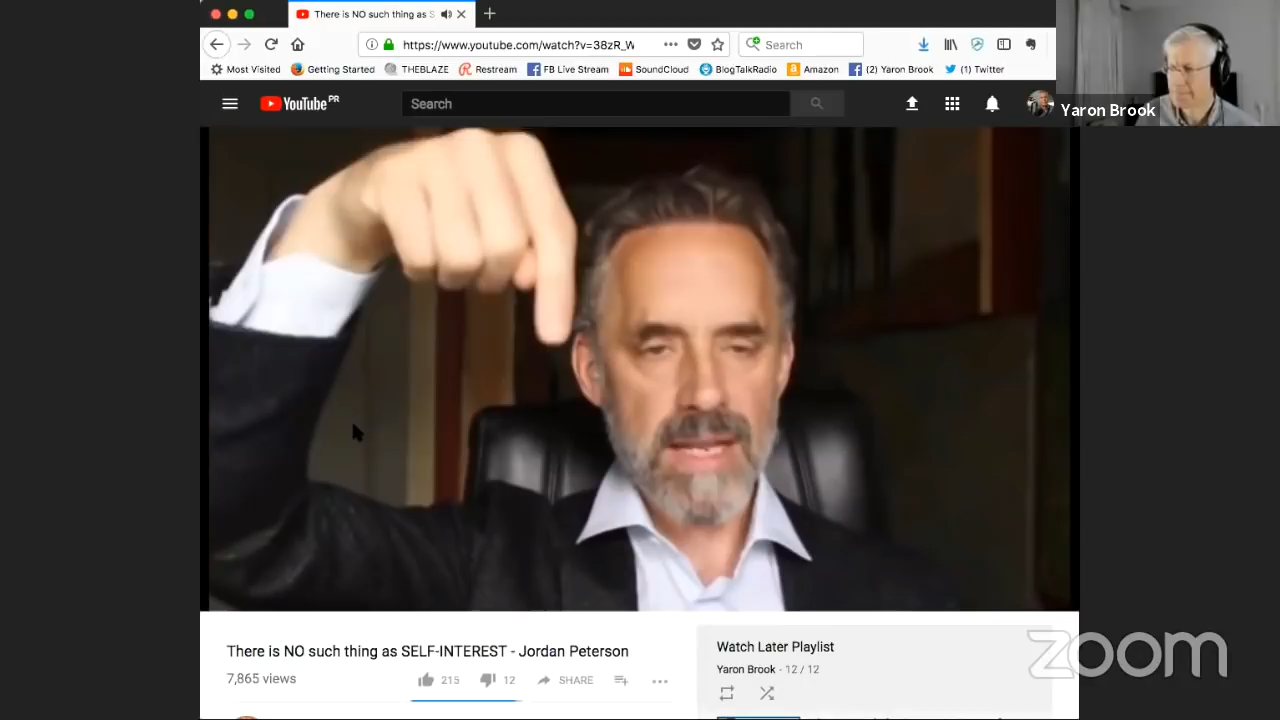 There is NO such thing as S
https://www.youtube.com/watch?v=38zR_W
Search
Most Visited Getting Started THEBLAZE Restream FB Live Stream SoundCloud BlogTalkRadio Amazon (2) Yaron Brook (1) Twitter
YouTube PR
Search
Yaron Brook
There is NO such thing as SELF-INTEREST - Jordan Peterson
7,865 views
215 12 SHARE
Watch Later Playlist
Yaron Brook - 12 / 12
zoom